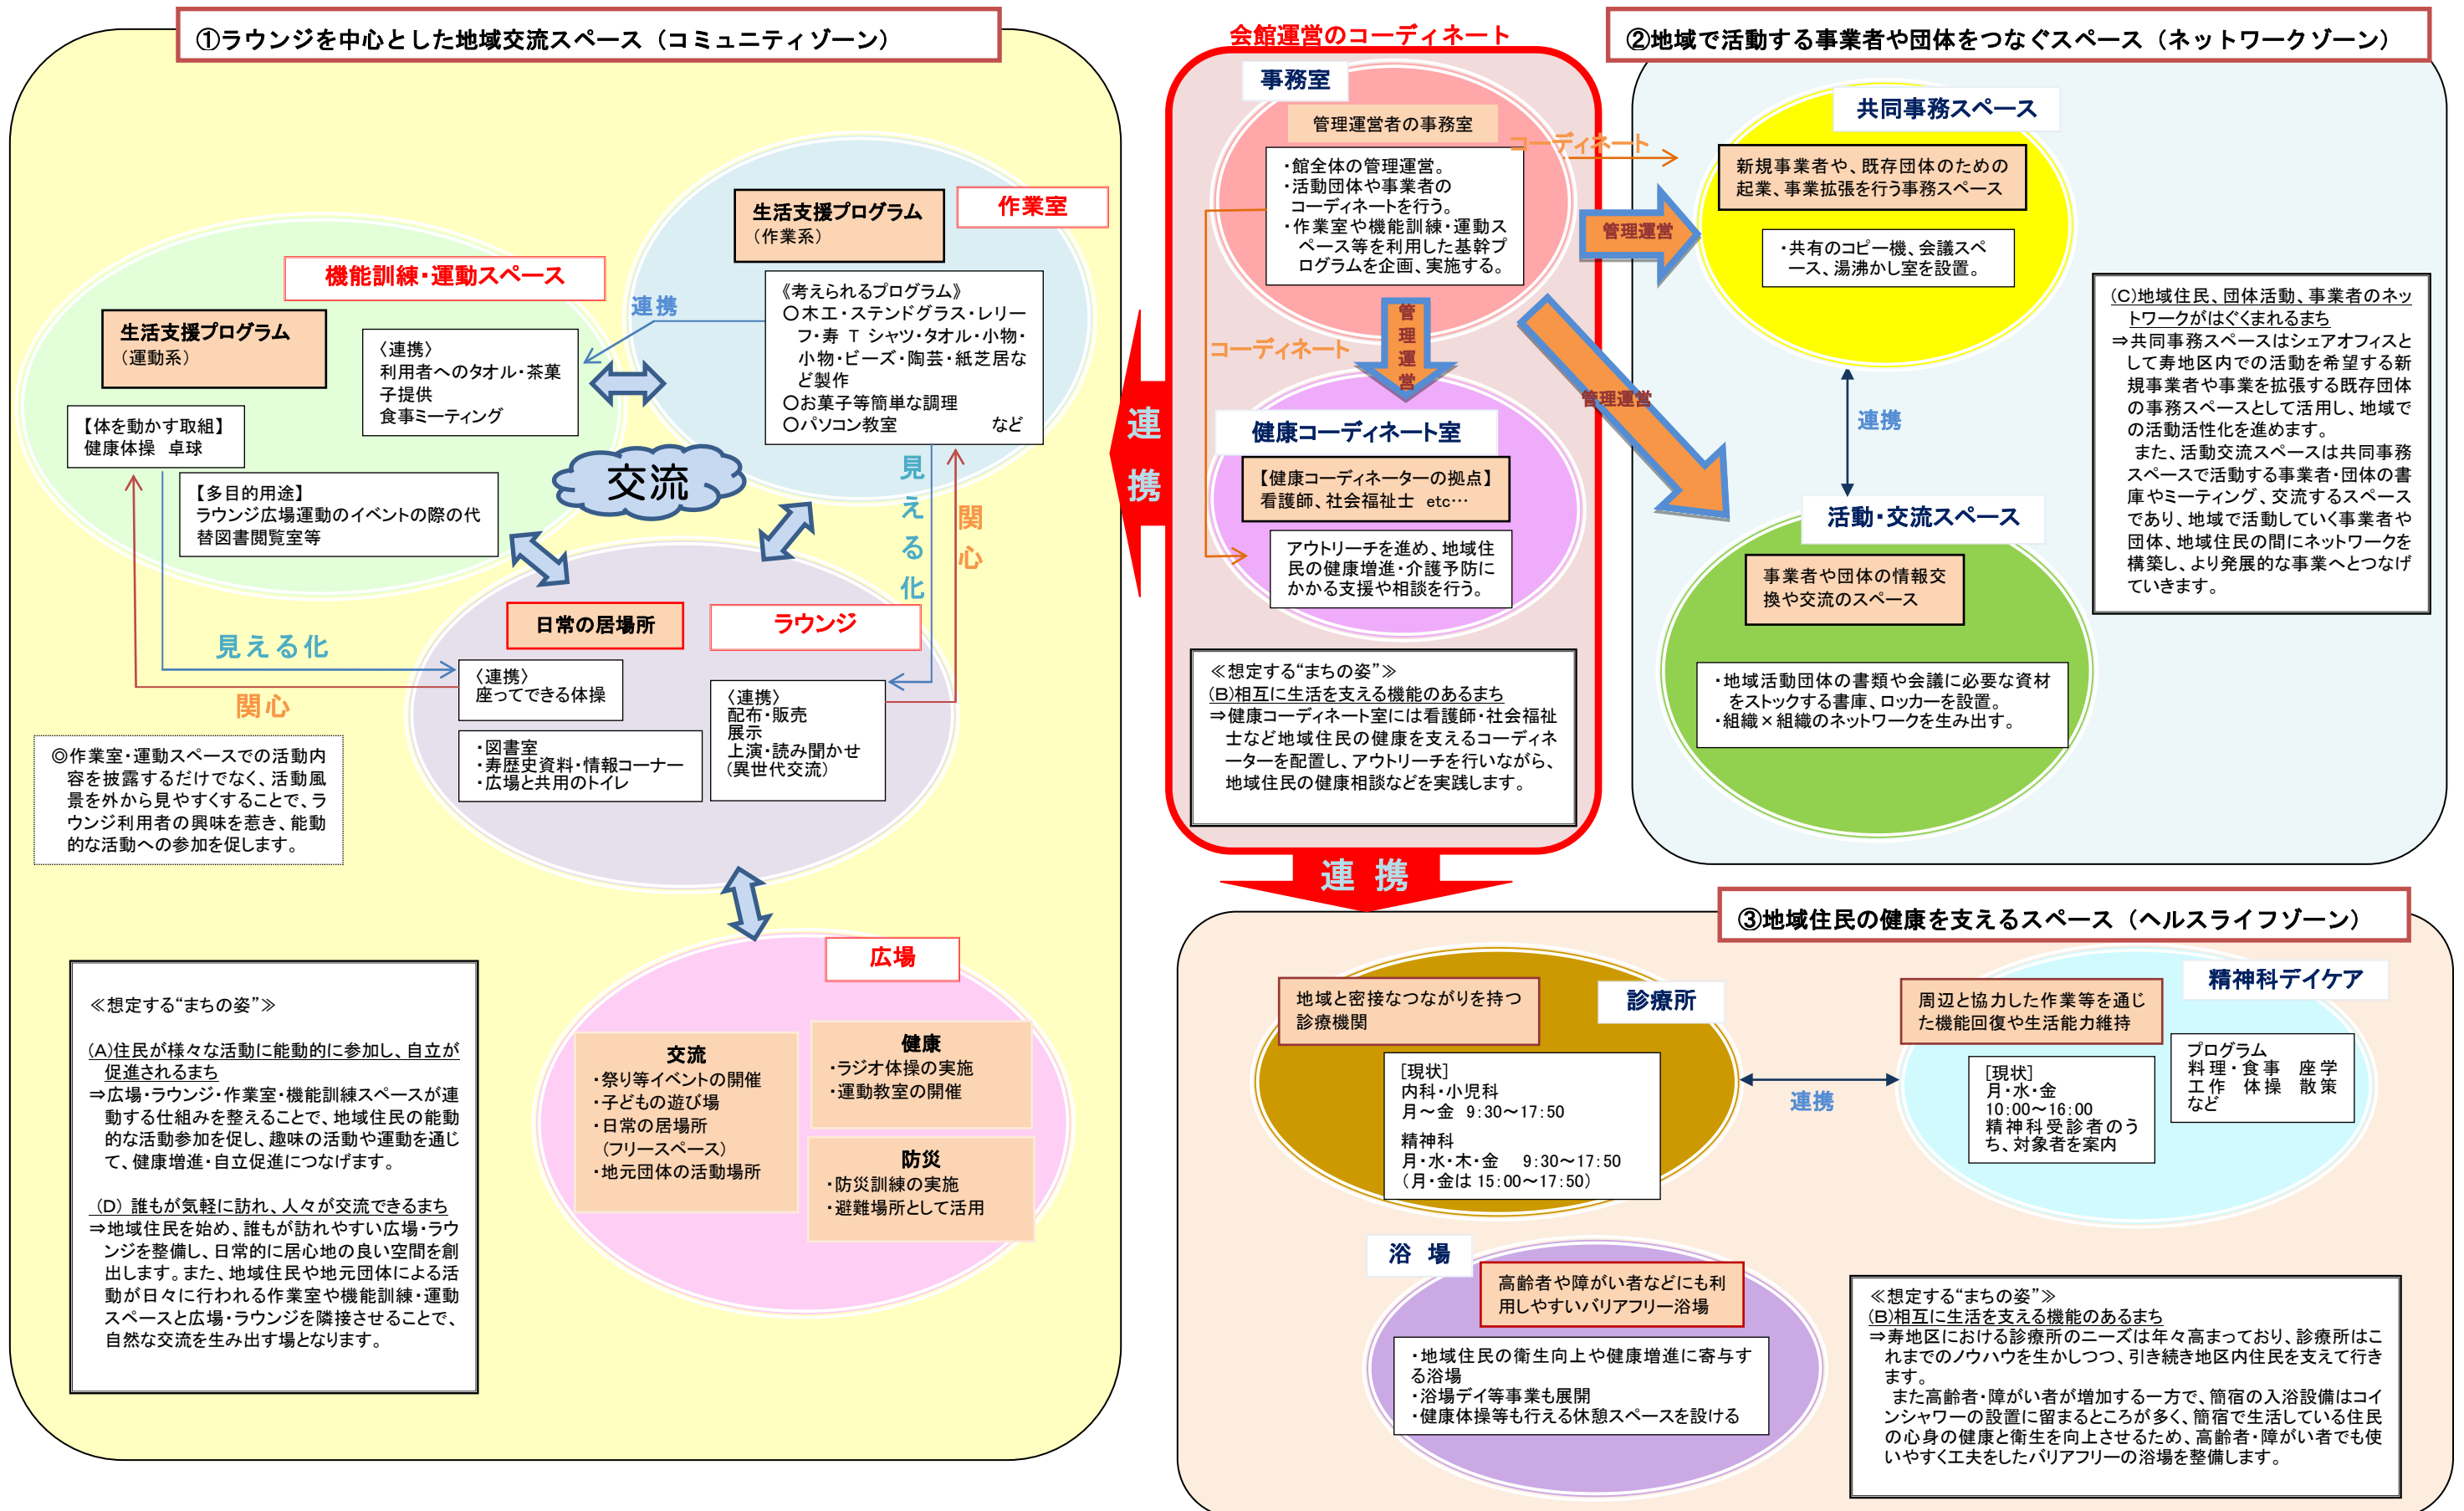 ①ラウンジを中心とした地域交流スペース（コミュニティゾーン）
作業室
生活支援プログラム
（作業系）
《考えられるプログラム》
○木工・ステンドグラス・レリー
フ・寿 T シャツ・タオル・小物・
小物・ビーズ・陶芸・紙芝居な
ど製作
○お菓子等簡単な調理
○パソコン教室　　　　など
機能訓練・運動スペース
生活支援プログラム
（運動系）
連携
〈連携〉
利用者へのタオル・茶菓
子提供
食事ミーティング
【体を動かす取組】
健康体操 卓球
【多目的用途】
ラウンジ広場運動のイベントの際の代
替図書閲覧室等
交流
見える化
関心
見える化
関心
日常の居場所
ラウンジ
〈連携〉
座ってできる体操
・図書室
・寿歴史資料・情報コーナー
・広場と共用のトイレ
〈連携〉
配布・販売
展示
上演・読み聞かせ
（異世代交流）
◎作業室・運動スペースでの活動内
容を披露するだけでなく、活動風
景を外から見やすくすることで、ラ
ウンジ利用者の興味を惹き、能動
的な活動への参加を促します。
広場
交流
・祭り等イベントの開催
・子どもの遊び場
・日常の居場所
（フリースペース）
・地元団体の活動場所
健康
・ラジオ体操の実施
・運動教室の開催
防災
・防災訓練の実施
・避難場所として活用
≪想定する“まちの姿”≫
(A)住民が様々な活動に能動的に参加し、自立が
促進されるまち
⇒広場・ラウンジ・作業室・機能訓練スペースが連
動する仕組みを整えることで、地域住民の能動
的な活動参加を促し、趣味の活動や運動を通じ
て、健康増進・自立促進につなげます。
(D) 誰もが気軽に訪れ、人々が交流できるまち
⇒地域住民を始め、誰もが訪れやすい広場・ラウ
ンジを整備し、日常的に居心地の良い空間を創
出します。また、地域住民や地元団体による活
動が日々に行われる作業室や機能訓練・運動
スペースと広場・ラウンジを隣接させることで、
自然な交流を生み出す場となります。
会館運営のコーディネート
事務室
管理運営者の事務室
・館全体の管理運営。
・活動団体や事業者の
コーディネートを行う。
・作業室や機能訓練・運動ス
ペース等を利用した基幹プ
ログラムを企画、実施する。
コーディネート
管理運営
管理運営
管理運営
コーディネート
連携
健康コーディネート室
【健康コーディネーターの拠点】
看護師、社会福祉士 etc…
アウトリーチを進め、地域住
民の健康増進・介護予防に
かかる支援や相談を行う。
≪想定する“まちの姿”≫
(B)相互に生活を支える機能のあるまち
⇒健康コーディネート室には看護師・社会福祉
士など地域住民の健康を支えるコーディネ
ーターを配置し、アウトリーチを行いながら、
地域住民の健康相談などを実践します。
連携
②地域で活動する事業者や団体をつなぐスペース（ネットワークゾーン）
共同事務スペース
新規事業者や、既存団体のための
起業、事業拡張を行う事務スペース
・共有のコピー機、会議スペ
ース、湯沸かし室を設置。
連携
活動・交流スペース
事業者や団体の情報交
換や交流のスペース
・地域活動団体の書類や会議に必要な資材
をストックする書庫、ロッカーを設置。
・組織×組織のネットワークを生み出す。
(C)地域住民、団体活動、事業者のネッ
トワークがはぐくまれるまち
⇒共同事務スペースはシェアオフィスと
して寿地区内での活動を希望する新
規事業者や事業を拡張する既存団体
の事務スペースとして活用し、地域で
の活動活性化を進めます。
また、活動交流スペースは共同事務
スペースで活動する事業者・団体の書
庫やミーティング、交流するスペース
であり、地域で活動していく事業者や
団体、地域住民の間にネットワークを
構築し、より発展的な事業へとつなげ
ていきます。
③地域住民の健康を支えるスペース（ヘルスライフゾーン）
診療所
地域と密接なつながりを持つ
診療機関
［現状］
内科・小児科
月～金 9:30～17:50
精神科
月・水・木・金 9:30～17:50
（月・金は 15:00～17:50）
連携
精神科デイケア
周辺と協力した作業等を通じ
た機能回復や生活能力維持
［現状］
月・水・金
10:00～16:00
精神科受診者のう
ち、対象者を案内
プログラム
料理・食事 座学
工作 体操 散策
など
浴 場
高齢者や障がい者などにも利
用しやすいバリアフリー浴場
・地域住民の衛生向上や健康増進に寄与す
る浴場
・浴場デイ等事業も展開
・健康体操等も行える休憩スペースを設ける
≪想定する“まちの姿”≫
(B)相互に生活を支える機能のあるまち
⇒寿地区における診療所のニーズは年々高まっており、診療所はこ
れまでのノウハウを生かしつつ、引き続き地区内住民を支えて行き
ます。
また高齢者・障がい者が増加する一方で、簡宿の入浴設備はコイ
ンシャワーの設置に留まるところが多く、簡宿で生活している住民
の心身の健康と衛生を向上させるため、高齢者・障がい者でも使
いやすく工夫をしたバリアフリーの浴場を整備します。